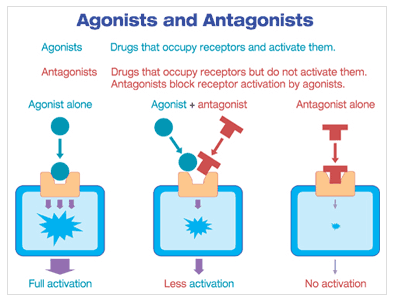 Agonists and Antagonists
Agonists Drugs that occupy receptors and activate them.
Antagonists Drugs that occupy receptors but do not activate them.
Antagonists block receptor activation by agonists.
Agonist alone Agonist + antagonist Antagonist alone
Full activation Less activation No activation